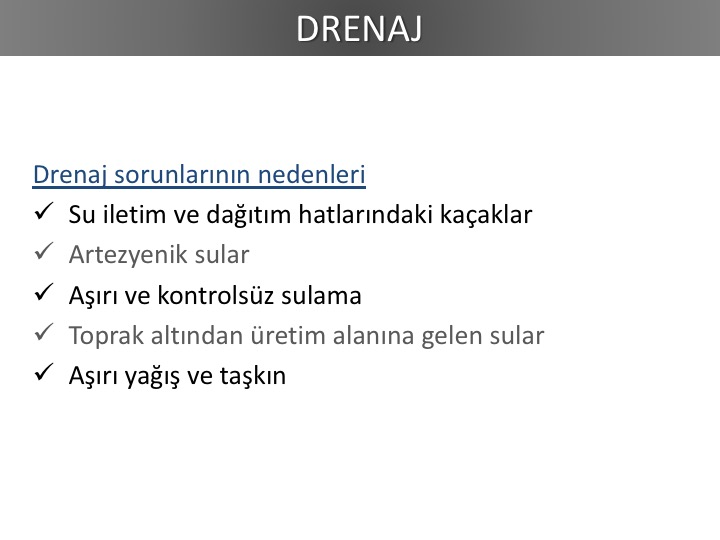 DRENAJ
Drenaj sorunlarının nedenleri
✓ Su iletim ve dağıtım hatlarındaki kaçaklar
✓ Artezyenik sular
✓ Aşırı ve kontrolsüz sulama
✓ Toprak altından üretim alanına gelen sular
✓ Aşırı yağış ve taşkın